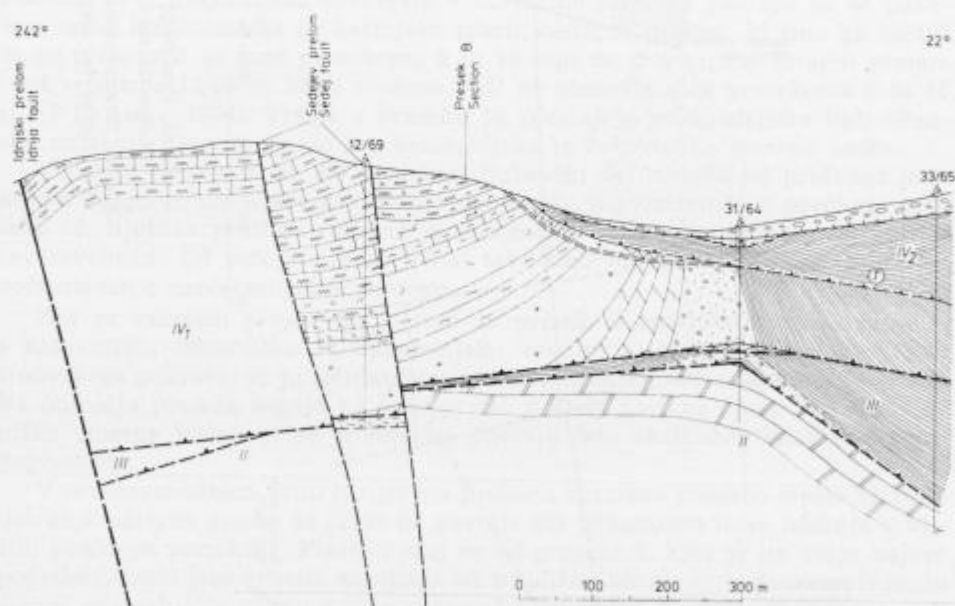 242°
22°
Idrijski prelom
Idrija fault
Sedejev prelom
Sedej fault
12/69
Presek B
Section B
31/64
33/65
IV₂
(T)
IV₁
III
III
II
II
0 100 200 300 m